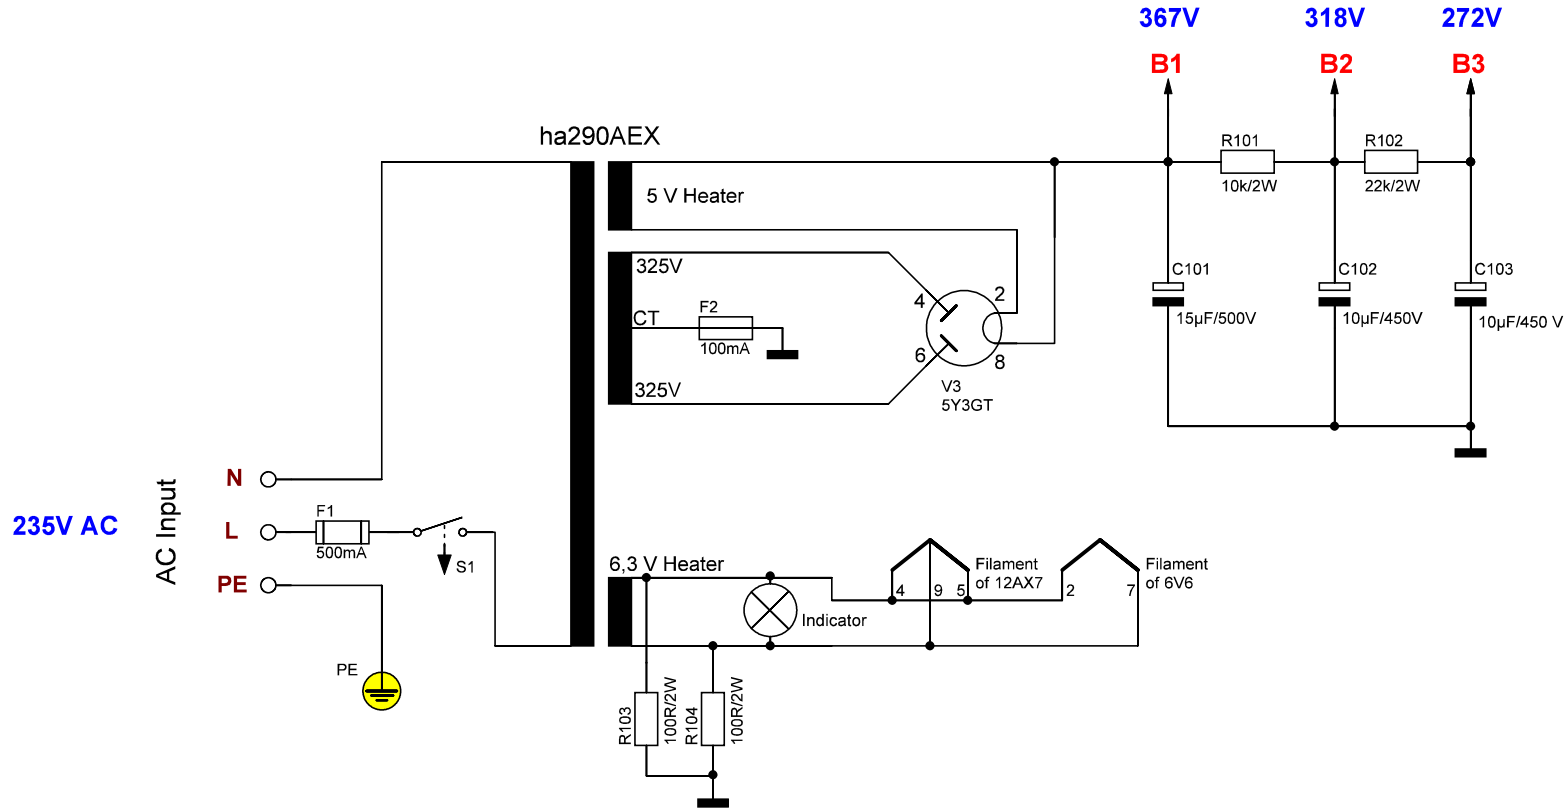 367V 318V 272V
B1 B2 B3
ha290AEX
R101 R102
10k/2W 22k/2W
5 V Heater
325V
C101 C102 C103
15µF/500V 10µF/450V 10µF/450 V
4 2
F2
CT
100mA
6 8
325V
V3
5Y3GT
N
AC Input
235V AC
L
F1
500mA
S1
PE
PE
6,3 V Heater
Filament
of 12AX7
Filament
of 6V6
4 9 5 2 7
Indicator
R103
100R/2W
R104
100R/2W